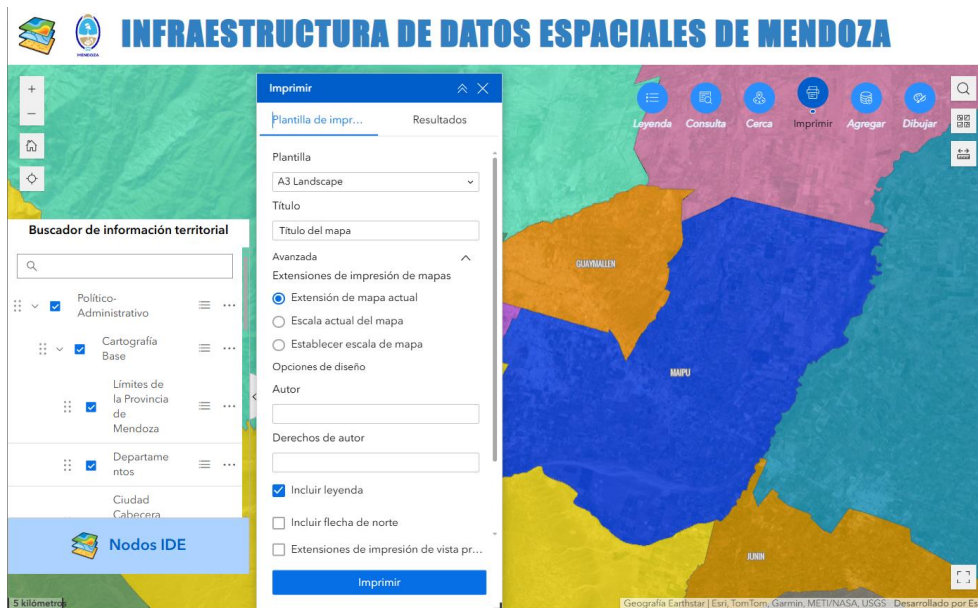 INFRAESTRUCTURA DE DATOS ESPACIALES DE MENDOZA
MENDOZA
Imprimir
Plantilla de impr...
Resultados
Plantilla
A3 Landscape
Título
Título del mapa
Avanzada
Extensiones de impresión de mapas
Extensión de mapa actual
Escala actual del mapa
Establecer escala de mapa
Opciones de diseño
Autor
Derechos de autor
Incluir leyenda
Incluir flecha de norte
Extensiones de impresión de vista pr...
Imprimir
Leyenda
Consulta
Cerca
Imprimir
Agregar
Dibujar
Buscador de información territorial
Político-
Administrativo
Cartografía
Base
Límites de
la Provincia
de
Mendoza
Departame
ntos
Ciudad
Cabecera
Nodos IDE
GUAYMALLEN
MAIPU
JUNIN
5 kilómetros
Geografía Earthstar | Esri, TomTom, Garmin, METI/NASA, USGS
Desarrollado por Es